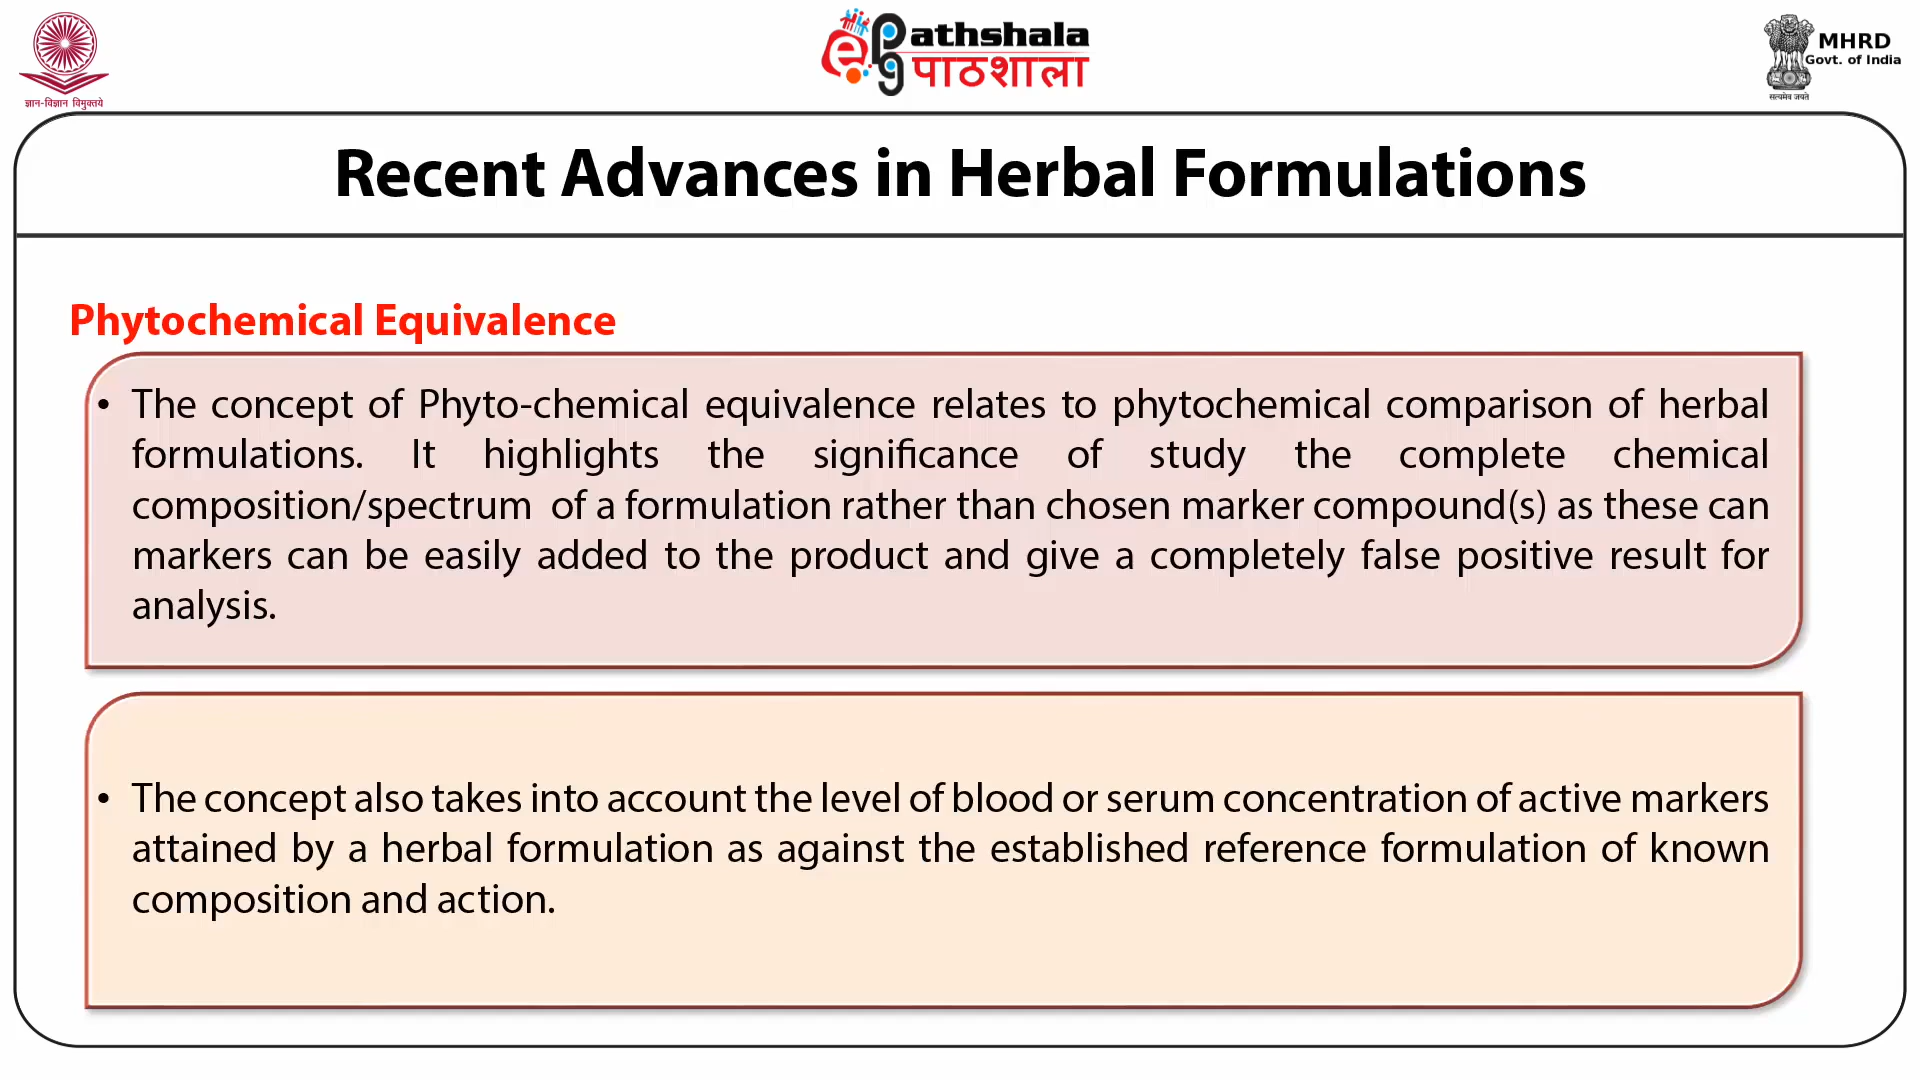 ज्ञान-विज्ञान विमुक्तये
e PG athshala
पाठशाला
MHRD
Govt. of India
सत्यमेव जयते
Recent Advances in Herbal Formulations
Phytochemical Equivalence
• The concept of Phyto-chemical equivalence relates to phytochemical comparison of herbal
formulations. It highlights the significance of study the complete chemical
composition/spectrum of a formulation rather than chosen marker compound(s) as these can
markers can be easily added to the product and give a completely false positive result for
analysis.
• The concept also takes into account the level of blood or serum concentration of active markers
attained by a herbal formulation as against the established reference formulation of known
composition and action.